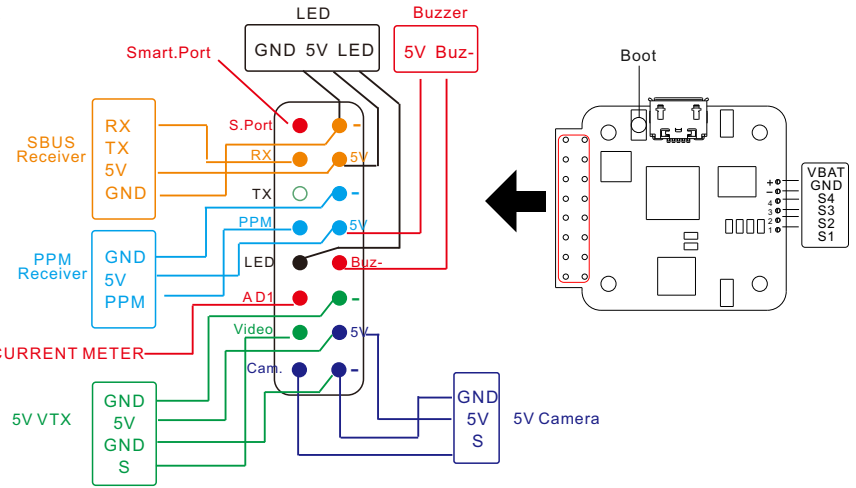 LED
GND 5V LED
Buzzer
5V Buz-
Smart.Port
Boot
SBUS
Receiver
RX
TX
5V
GND
S.Port
-
RX
5V
TX
-
PPM
5V
LED
Buz-
AD1
-
Video
5V
Cam.
-
PPM
Receiver
GND
5V
PPM
CURRENT METER
5V VTX
GND
5V
GND
S
GND
5V
S
5V Camera
+
-
4
3
2
1
VBAT
GND
S4
S3
S2
S1